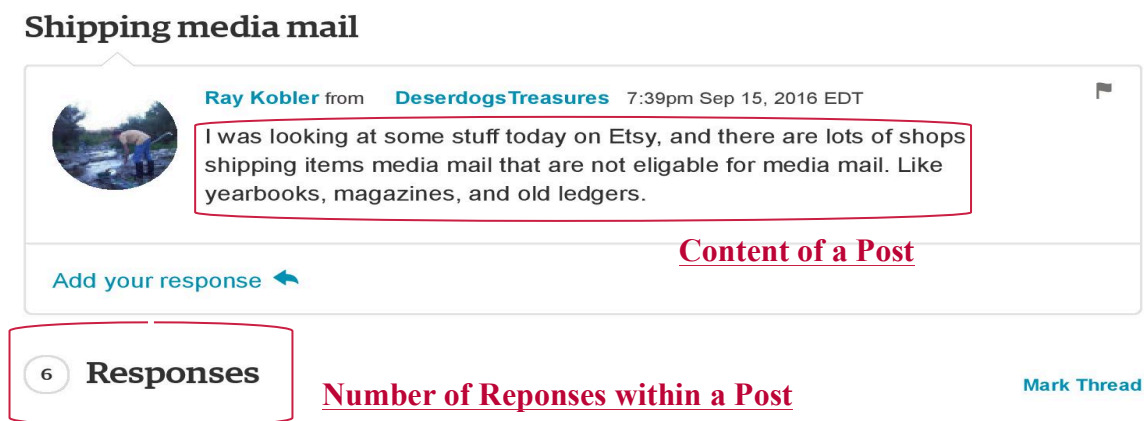 Shipping media mail
Ray Kobler from DeserdogsTreasures 7:39pm Sep 15, 2016 EDT
I was looking at some stuff today on Etsy, and there are lots of shops
shipping items media mail that are not eligable for media mail. Like
yearbooks, magazines, and old ledgers.
Content of a Post
Add your response
6 Responses
Number of Reponses within a Post
Mark Thread